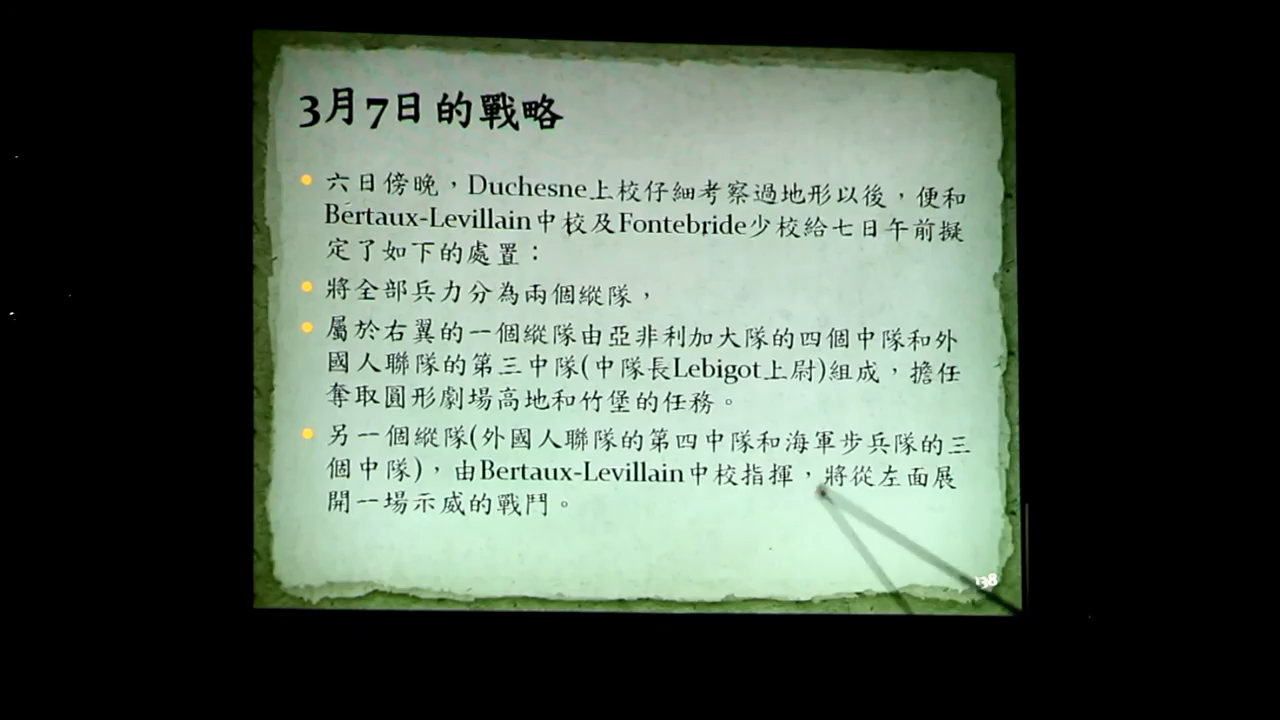 3月7日的戰略
六日傍晚，Duchesne上校仔細考察過地形以後，便和
Bertaux-Levillain中校及Fontebride少校給七日午前擬
定了如下的處置：
將全部兵力分為兩個縱隊，
屬於右翼的一個縱隊由亞非利加大隊的四個中隊和外
國人聯隊的第三中隊(中隊長Lebigot上尉)組成，擔任
奪取圓形劇場高地和竹堡的任務。
另一個縱隊(外國人聯隊的第四中隊和海軍步兵隊的三
個中隊)，由Bertaux-Levillain中校指揮，將從左面展
開一場示威的戰鬥。
138